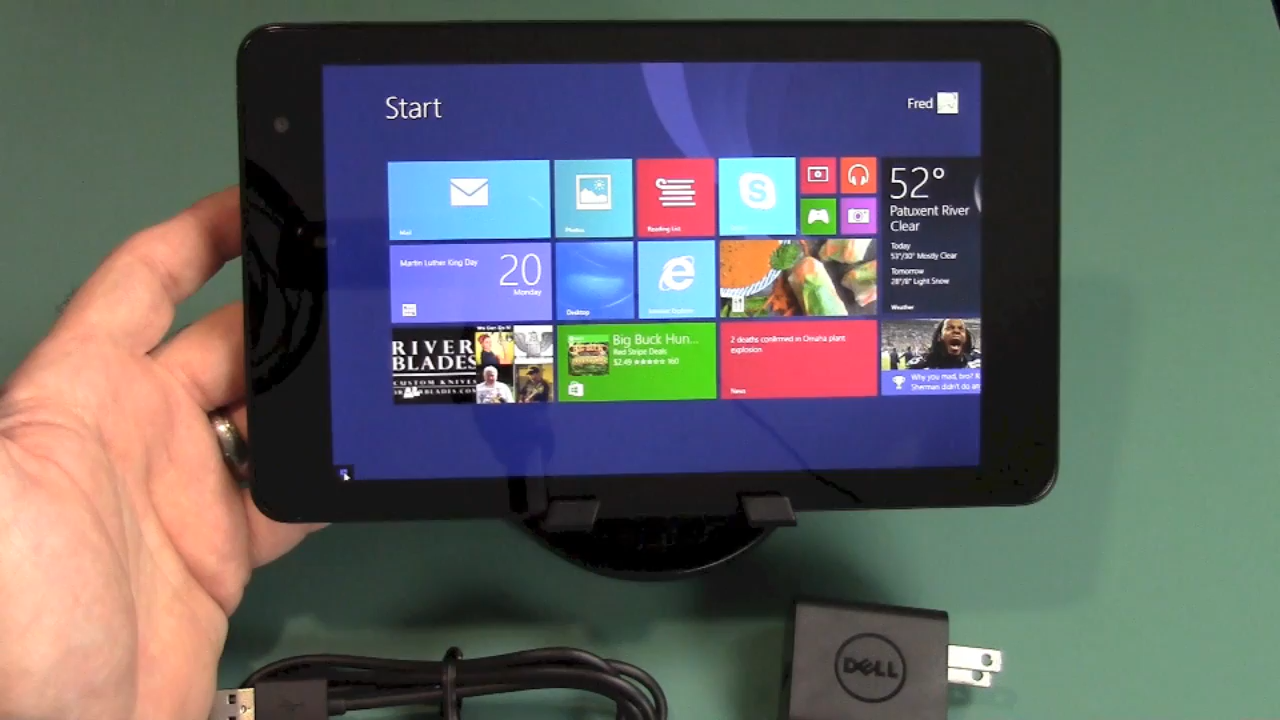 Start
Fred
Mail
Photos
Reading List
S
52°
Patuxent River
Clear
Today
53°/30° Mostly Clear
Tomorrow
28°/8° Light Snow
Weather
Martin Luther King Day
20
Monday
Desktop
Internet Explorer
RIVER
BLADES
CUSTOM KNIVES
Big Buck Hun...
Red Stripe Deals
$2.49
160
2 deaths confirmed in Omaha plant
explosion
News
Why you mad, bro? R
Sherman didn't do an
DELL